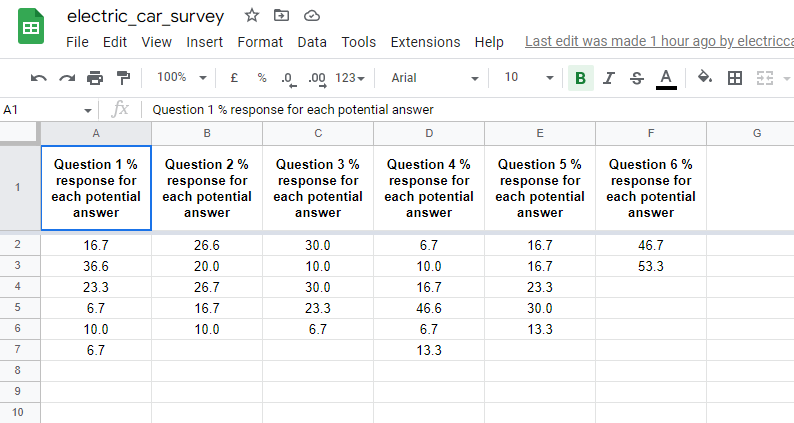 electric_car_survey
File Edit View Insert Format Data Tools Extensions Help Last edit was made 1 hour ago by electricca
100% £ % .0 .00 123 Arial 10 B I S A
A1 fx Question 1 % response for each potential answer
A B C D E F G
1
Question 1 % Question 2 % Question 3 % Question 4 % Question 5 % Question 6 %
response for response for response for response for response for response for
each potential each potential each potential each potential each potential each potential
answer answer answer answer answer answer
2 16.7 26.6 30.0 6.7 16.7 46.7
3 36.6 20.0 10.0 10.0 16.7 53.3
4 23.3 26.7 30.0 16.7 23.3
5 6.7 16.7 23.3 46.6 30.0
6 10.0 10.0 6.7 6.7 13.3
7 6.7 13.3
8
9
10